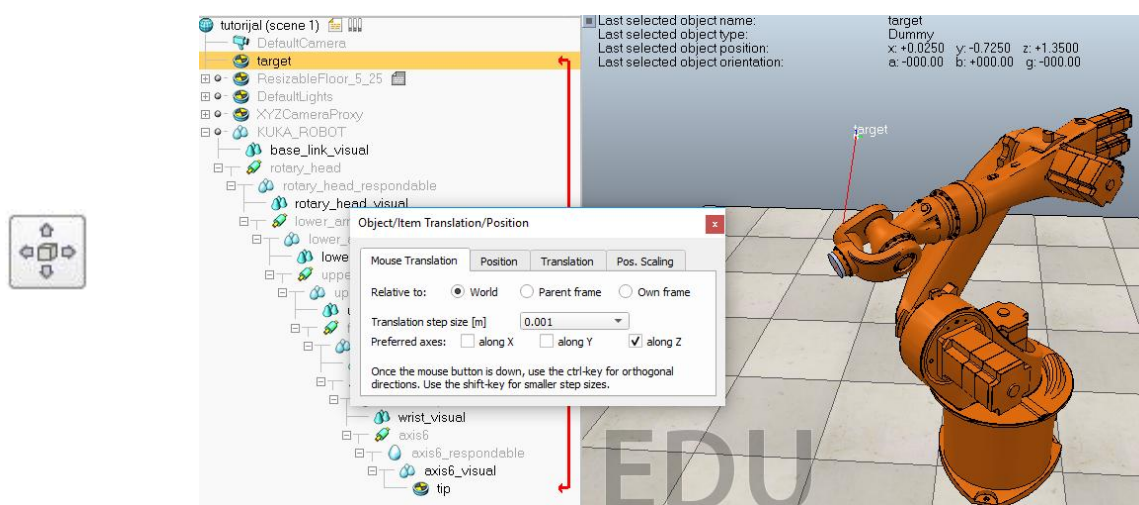 tutorijal (scene 1)
DefaultCamera
target
ResizableFloor_5_25
DefaultLights
XYZCameraProxy
KUKA_ROBOT
base_link_visual
rotary_head
rotary_head_respondable
rotary_head_visual
lower_arm
lower_
lowe
uppe
up
axis6
wrist_visual
axis6_respondable
axis6_visual
tip
Last selected object name: target
Last selected object type: Dummy
Last selected object position: x: +0.0250 y: -0.7250 z: +1.3500
Last selected object orientation: a: -000.00 b: +000.00 g: -000.00
target
Object/Item Translation/Position
x
Mouse Translation Position Translation Pos. Scaling
Relative to: World Parent frame Own frame
Translation step size [m] 0.001
Preferred axes: along X along Y along Z
Once the mouse button is down, use the ctrl-key for orthogonal
directions. Use the shift-key for smaller step sizes.
EDU